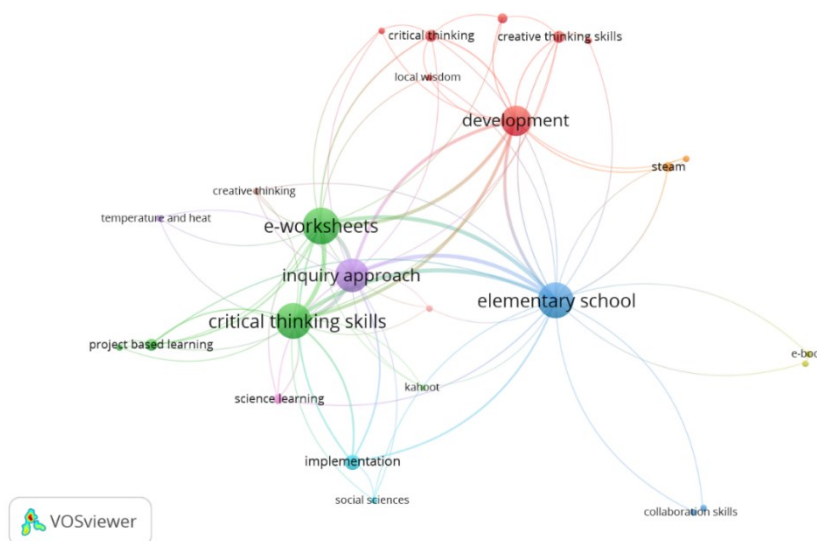 critical thinking
creative thinking skills
local wisdom
development
steam
creative thinking
temperature and heat
e-worksheets
inquiry approach
elementary school
critical thinking skills
project based learning
e-boo
kahoot
science learning
implementation
social sciences
collaboration skills
VOSviewer